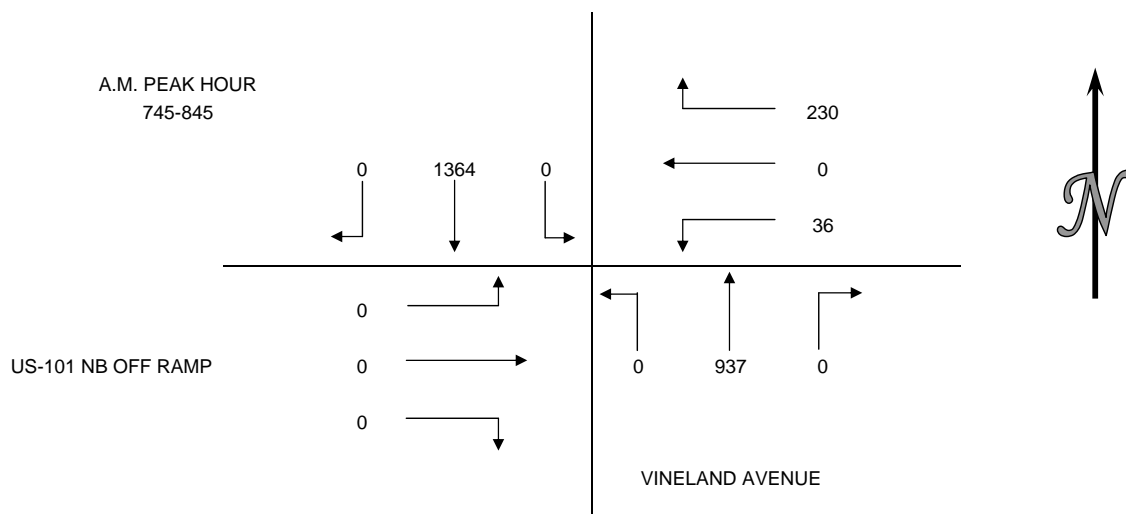 A.M. PEAK HOUR
745-845
230
0 1364 0
0
36
0
US-101 NB OFF RAMP
0
0 937 0
0
VINELAND AVENUE
N